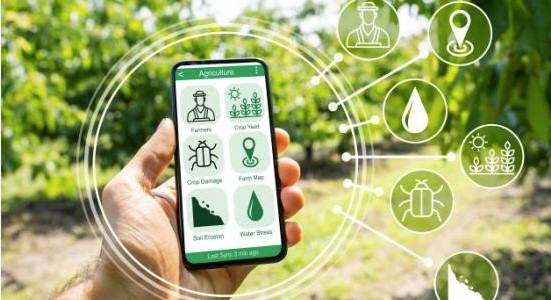 Agriculture
Farmers
Crop Yield
Crop Damage
Farm Map
Soil Erosion
Water Stress
Last Sync 3 min ago